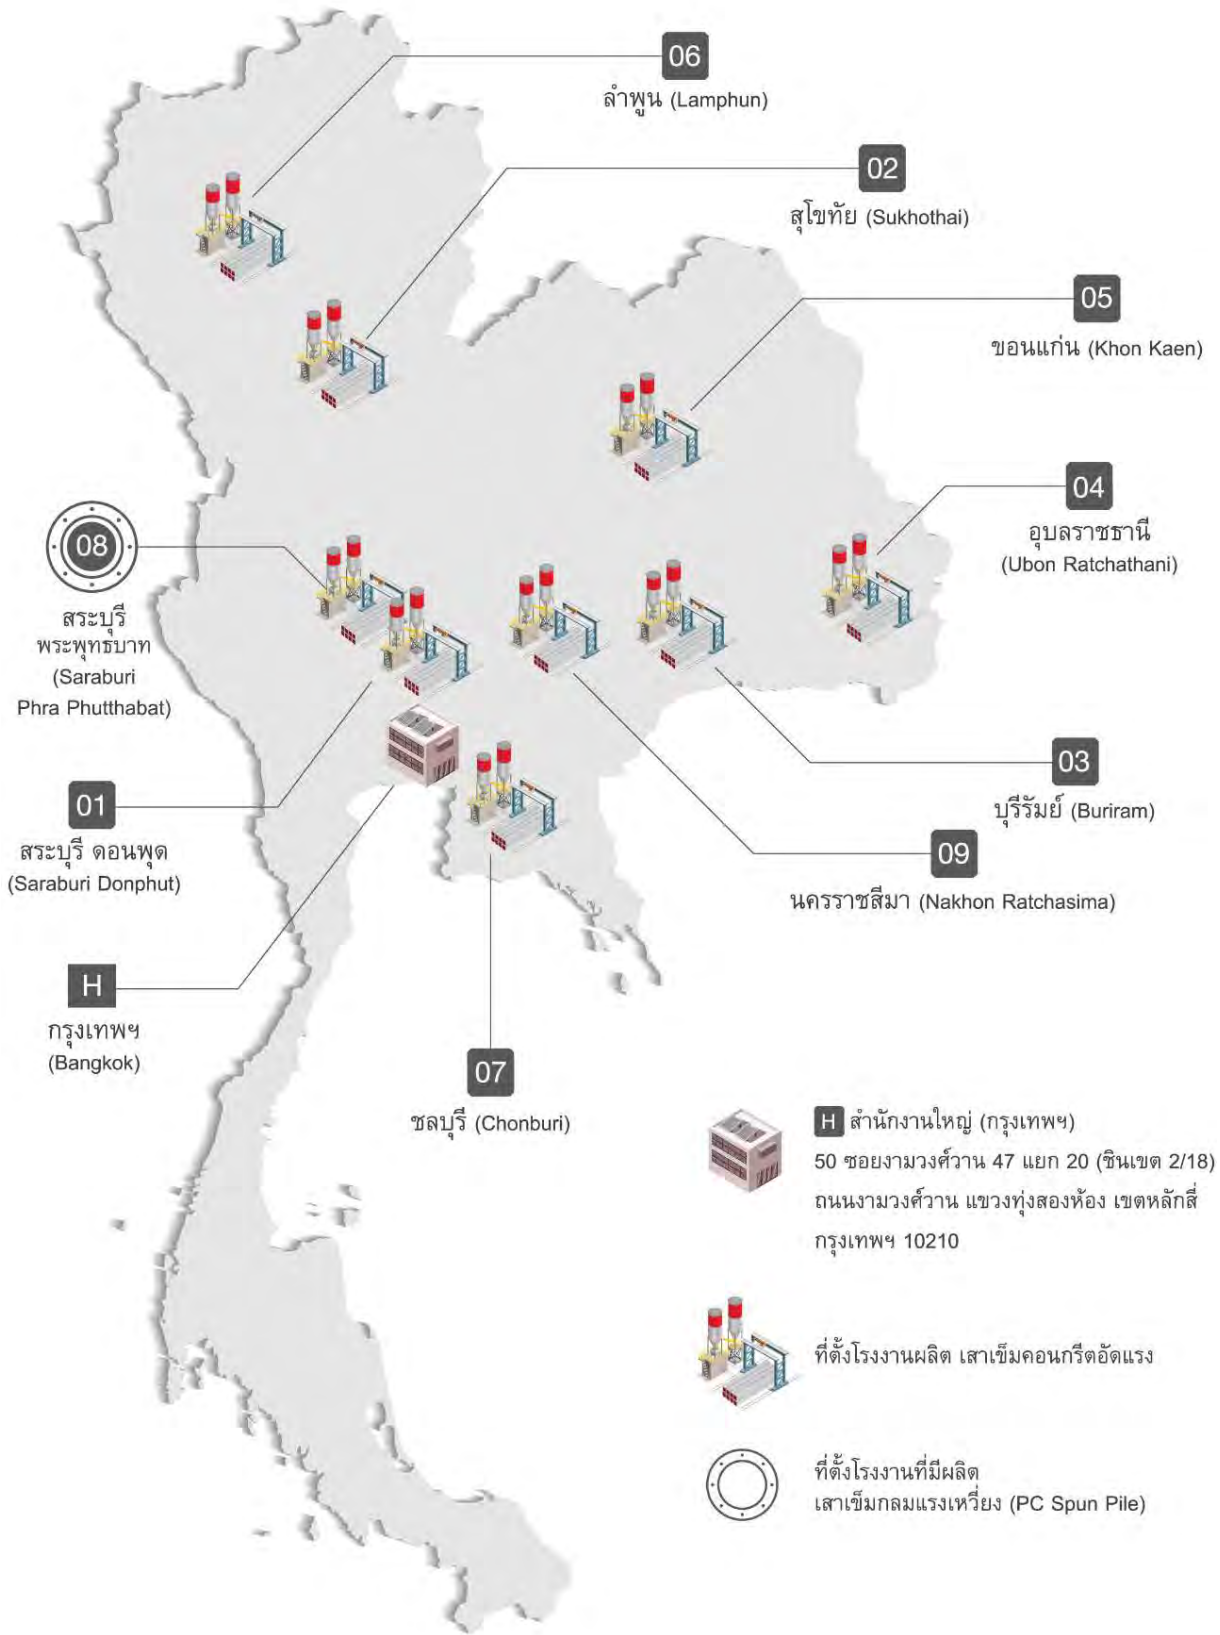 06
ลำพูน (Lamphun)
02
สุโขทัย (Sukhothai)
05
ขอนแก่น (Khon Kaen)
04
อุบลราชธานี
(Ubon Ratchathani)
08
สระบุรี
พระพุทธบาท
(Saraburi
Phra Phutthabat)
03
บุรีรัมย์ (Buriram)
01
สระบุรี ดอนพุด
(Saraburi Donphut)
09
นครราชสีมา (Nakhon Ratchasima)
H
กรุงเทพฯ
(Bangkok)
07
ชลบุรี (Chonburi)
H สำนักงานใหญ่ (กรุงเทพฯ)
50 ซอยงามวงศ์วาน 47 แยก 20 (ชินเขต 2/18)
ถนนงามวงศ์วาน แขวงทุ่งสองห้อง เขตหลักสี่
กรุงเทพฯ 10210
ที่ตั้งโรงงานผลิต เสาเข็มคอนกรีตอัดแรง
ที่ตั้งโรงงานที่มีผลิต
เสาเข็มกลมแรงเหวี่ยง (PC Spun Pile)